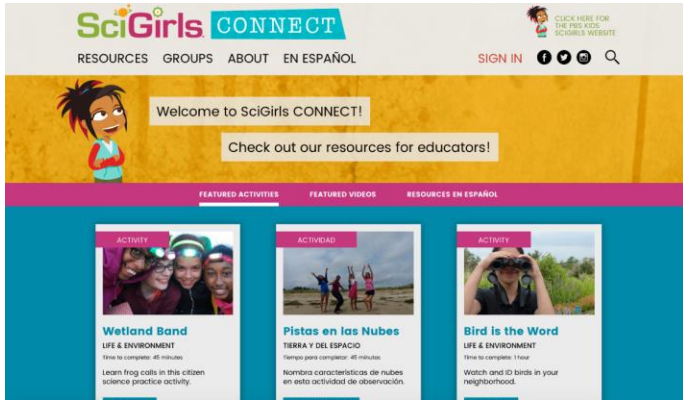 SciGirls CONNECT
CLICK HERE FOR
THE PBS KIDS
SCIGIRLS WEBSITE
RESOURCES GROUPS ABOUT EN ESPAÑOL SIGN IN
Welcome to SciGirls CONNECT!
Check out our resources for educators!
FEATURED ACTIVITIES FEATURED VIDEOS RESOURCES EN ESPAÑOL
ACTIVITY
Wetland Band
LIFE & ENVIRONMENT
Time to complete: 45 minutes
Learn frog calls in this citizen
science practice activity.
ACTIVIDAD
Pistas en las Nubes
TIERRA Y DEL ESPACIO
Tiempo para completar: 45 minutes
Nombra características de nubes
en esta actividad de observación.
ACTIVITY
Bird is the Word
LIFE & ENVIRONMENT
Time to complete: 1 hour
Watch and ID birds in your
neighborhood.